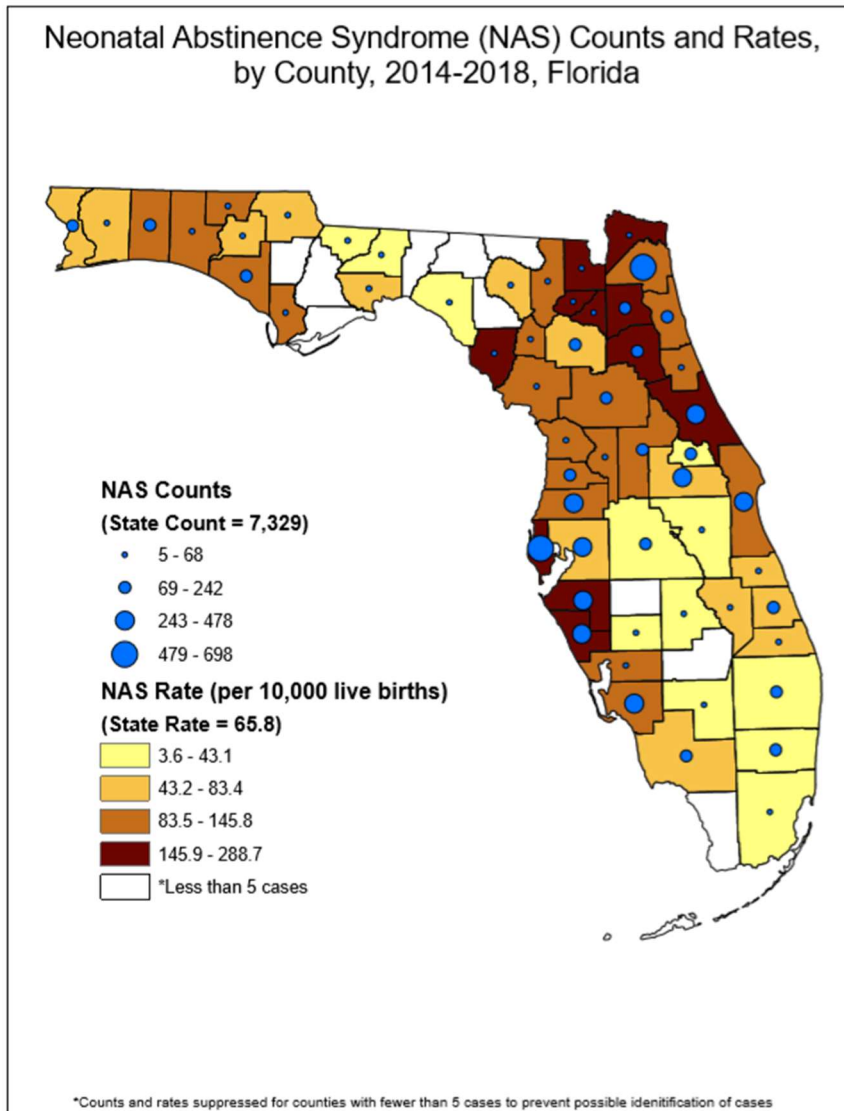 Neonatal Abstinence Syndrome (NAS) Counts and Rates,
by County, 2014-2018, Florida
NAS Counts
(State Count = 7,329)
5 - 68
69 - 242
243 - 478
479 - 698
NAS Rate (per 10,000 live births)
(State Rate = 65.8)
3.6 - 43.1
43.2 - 83.4
83.5 - 145.8
145.9 - 288.7
*Less than 5 cases
*Counts and rates suppressed for counties with fewer than 5 cases to prevent possible idenitification of cases